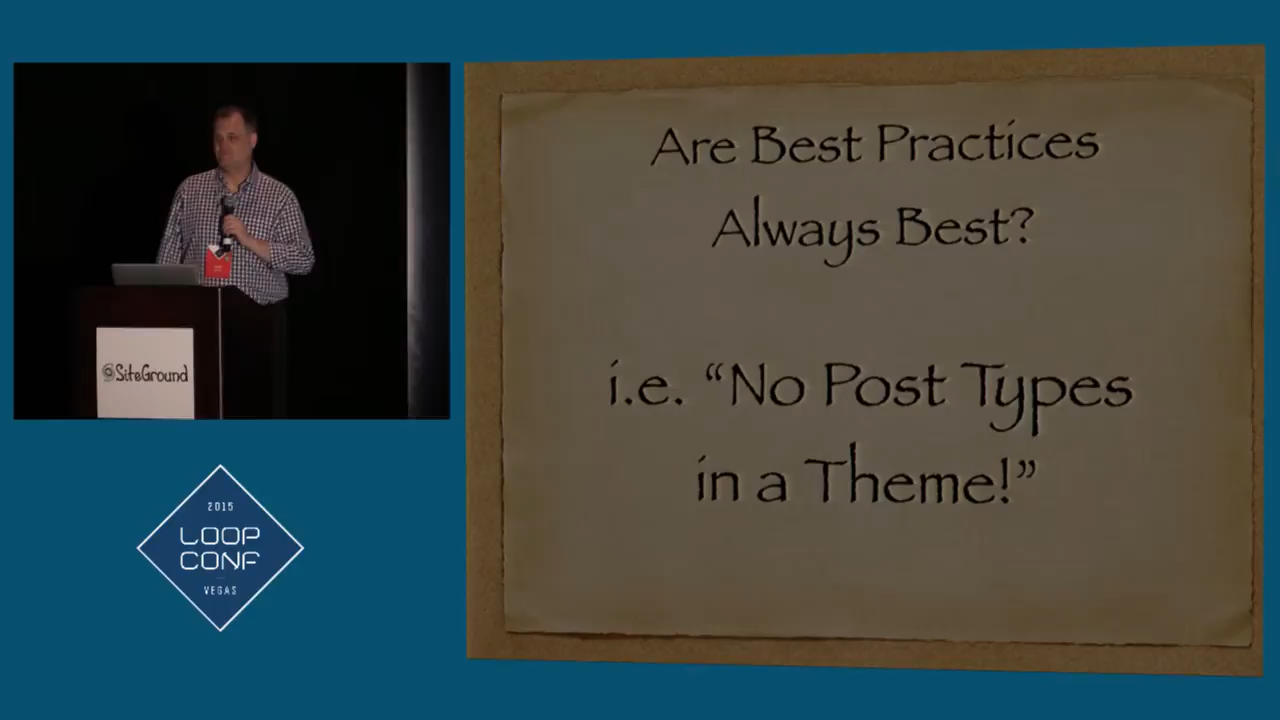 Are Best Practices
Always Best?
i.e. “No Post Types
in a Theme!”
SiteGround
2015
LOOP
CONF
VEGAS